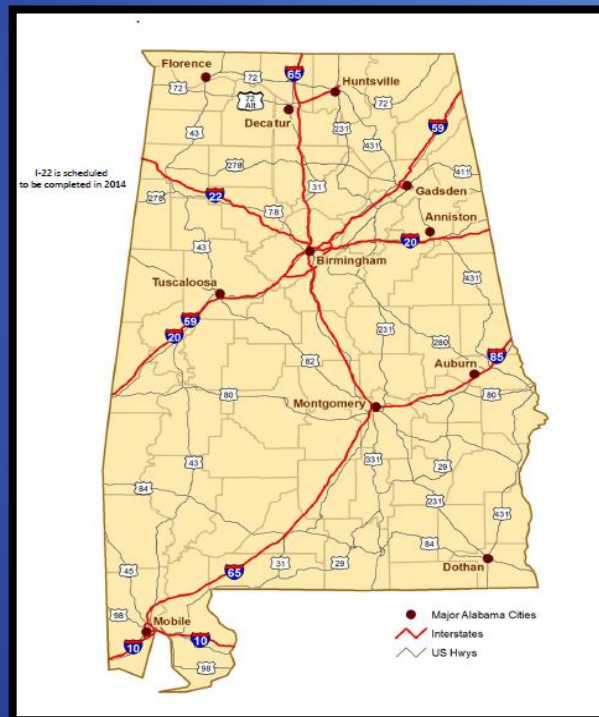 Florence
72
65
Huntsville
72
72
Alt
72
Decatur
43
231
431
59
I-22 is scheduled
to be completed in 2014
278
278
22
78
31
411
Gadsden
Anniston
20
43
Birmingham
Tuscaloosa
431
59
20
231
280
85
82
Auburn
80
80
Montgomery
43
331
29
84
231
431
84
Dothan
45
65
31
29
98
Mobile
10
10
98
Major Alabama Cities
Interstates
US Hwys